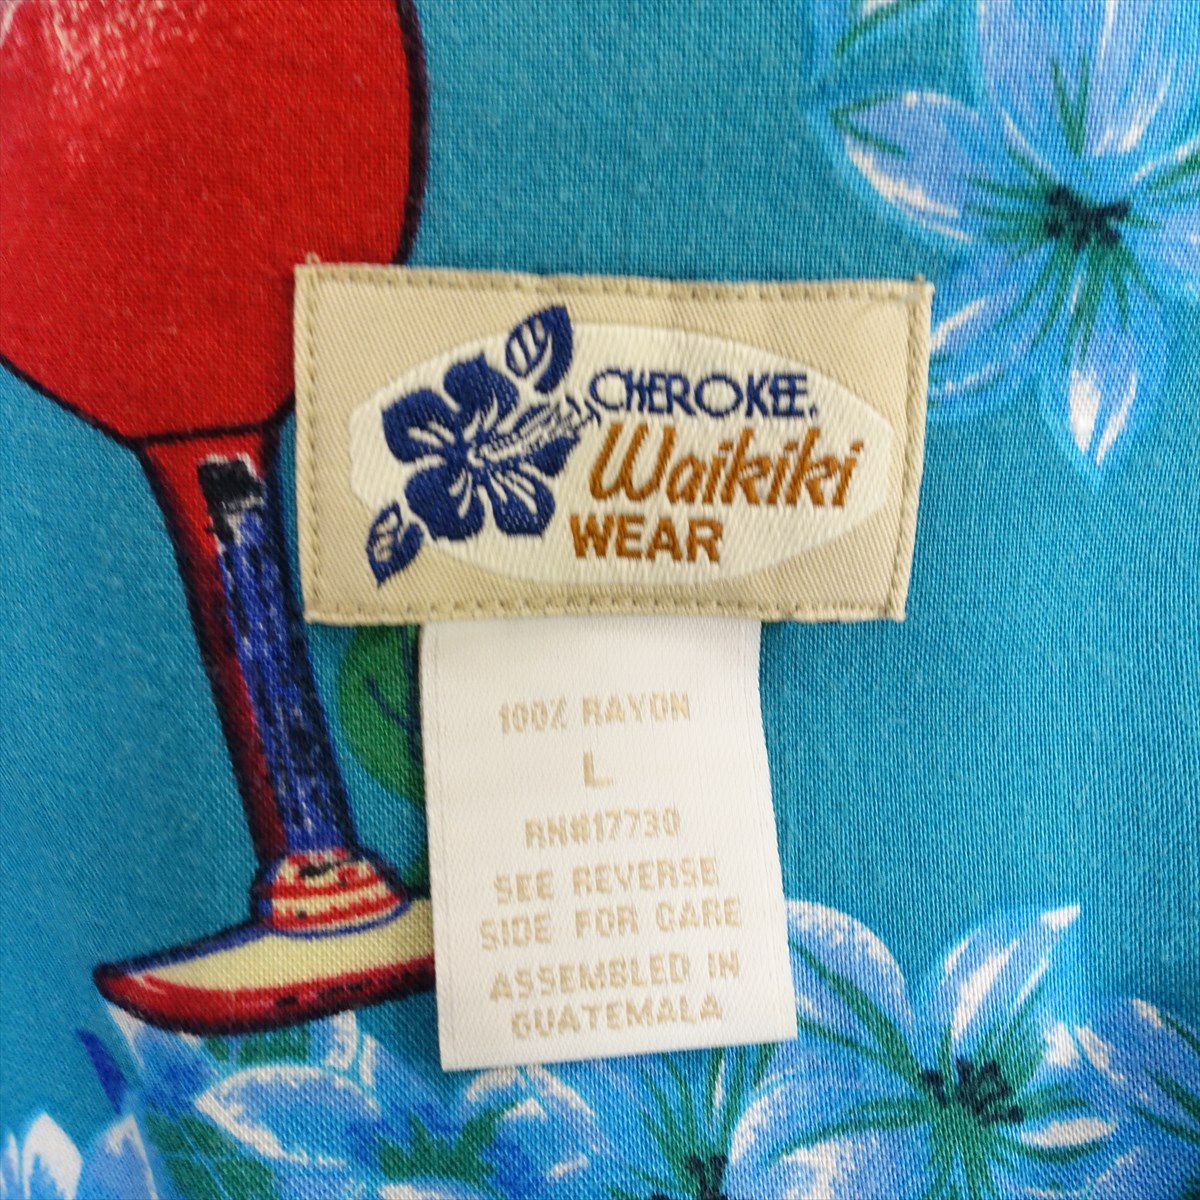 CHEROKEE.
Waikiki
WEAR
100% RAYON
L
RN#17730
SEE REVERSE
SIDE FOR CARE
ASSEMBLED IN
GUATEMALA